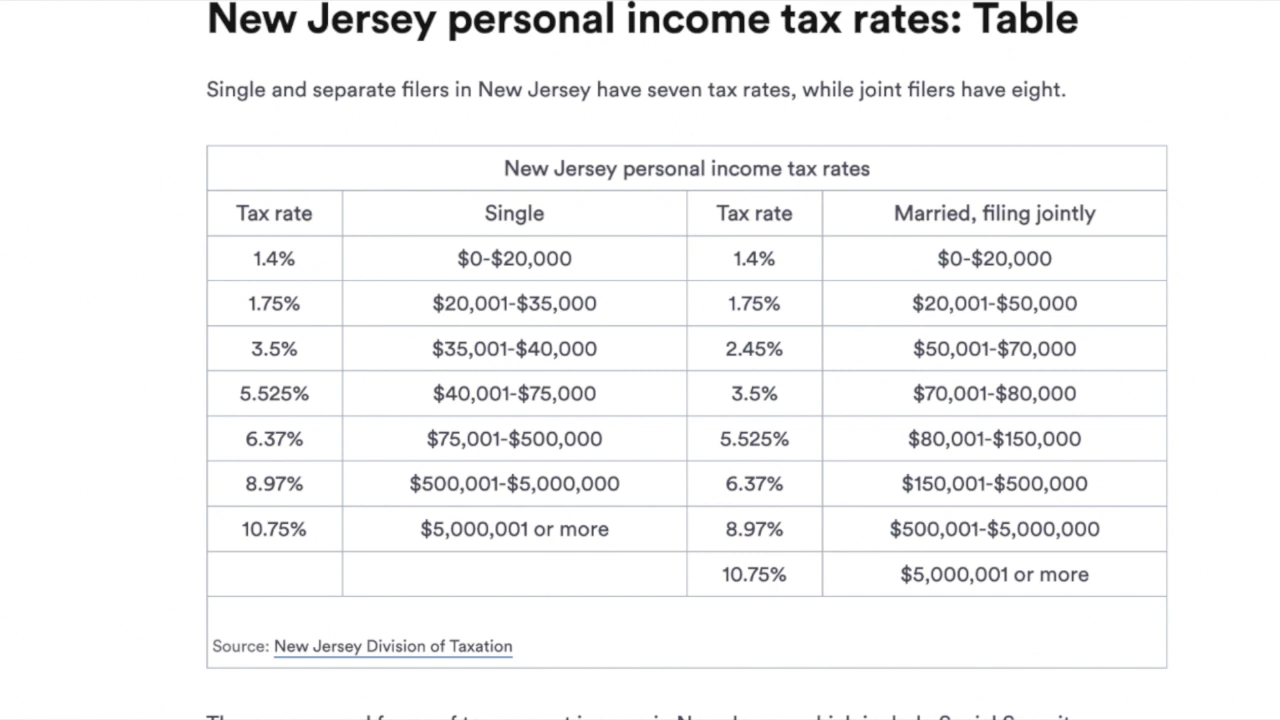 New Jersey personal income tax rates: Table
Single and separate filers in New Jersey have seven tax rates, while joint filers have eight.
New Jersey personal income tax rates
Tax rate Single Tax rate Married, filing jointly
1.4% $0-$20,000 1.4% $0-$20,000
1.75% $20,001-$35,000 1.75% $20,001-$50,000
3.5% $35,001-$40,000 2.45% $50,001-$70,000
5.525% $40,001-$75,000 3.5% $70,001-$80,000
6.37% $75,001-$500,000 5.525% $80,001-$150,000
8.97% $500,001-$5,000,000 6.37% $150,001-$500,000
10.75% $5,000,001 or more 8.97% $500,001-$5,000,000
10.75% $5,000,001 or more
Source: New Jersey Division of Taxation